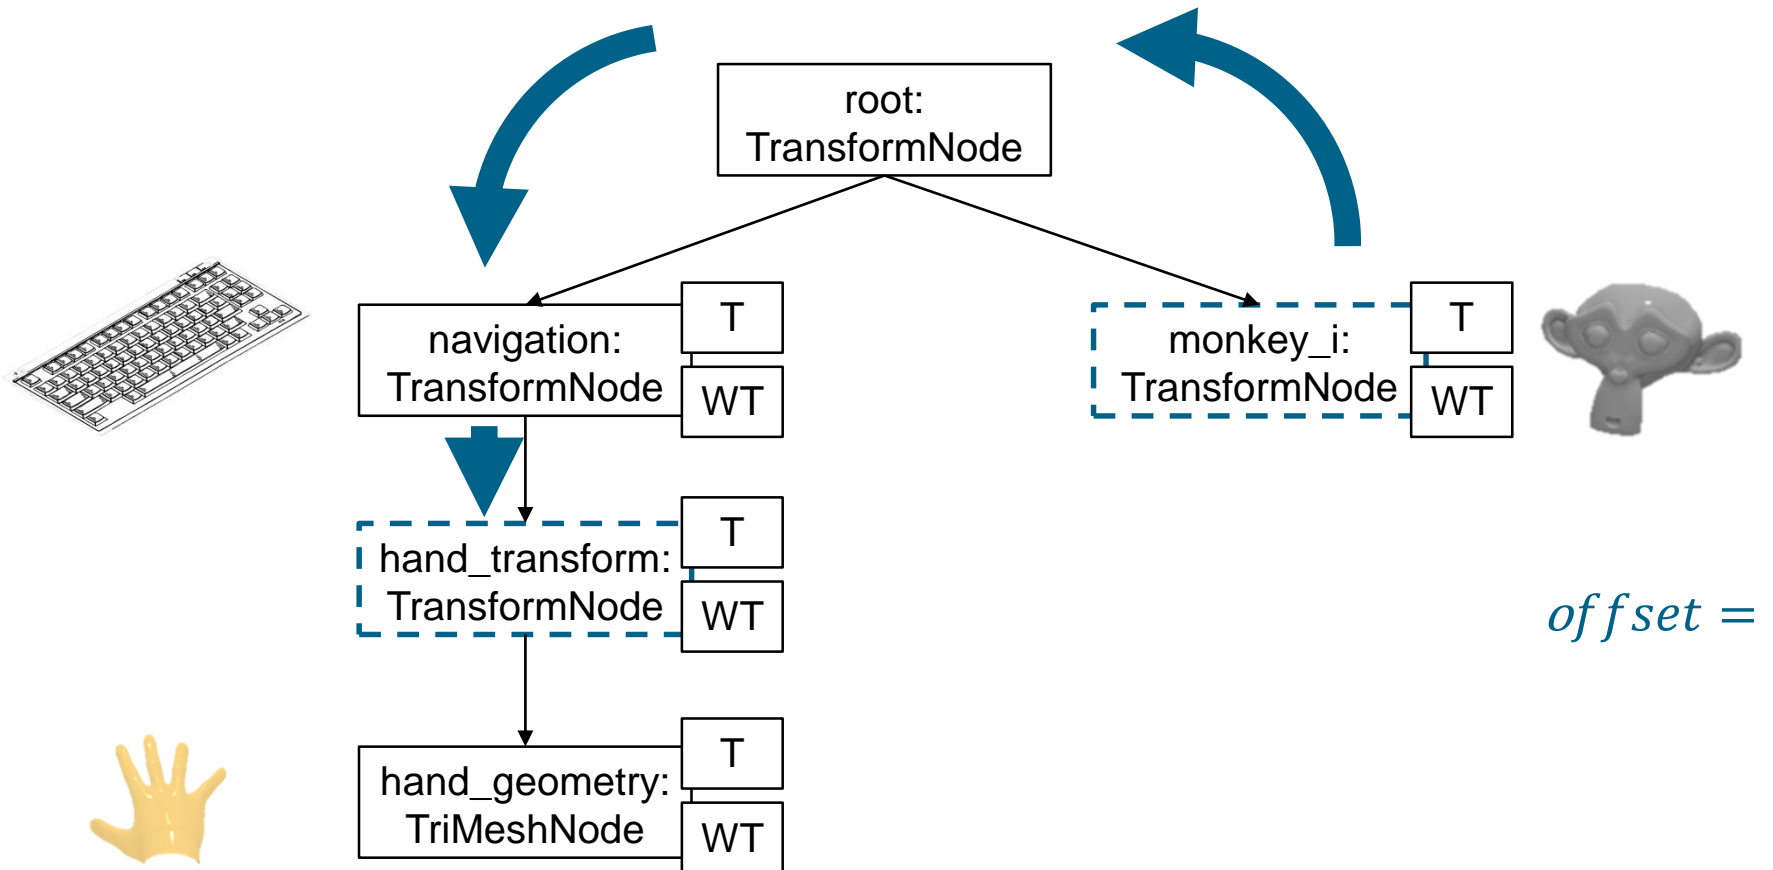 root:
TransformNode
navigation:
TransformNode
T
WT
monkey_i:
TransformNode
T
WT
hand_transform:
TransformNode
T
WT
offset =
hand_geometry:
TriMeshNode
T
WT